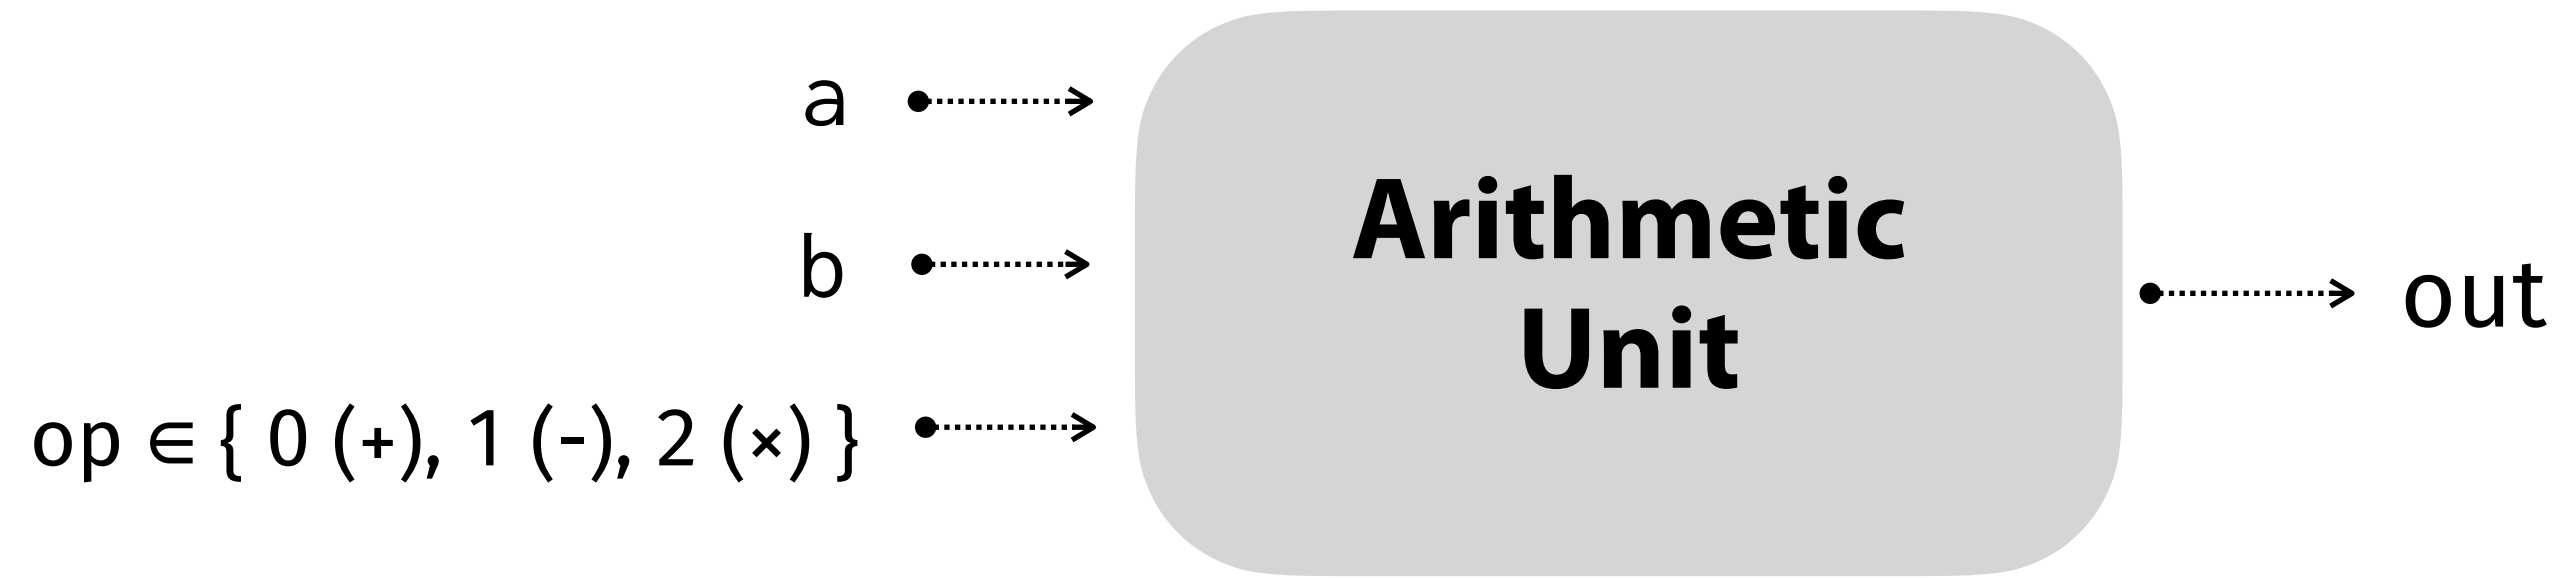 a
b
op ∈ { 0 (+), 1 (-), 2 (×) }
Arithmetic
Unit
out